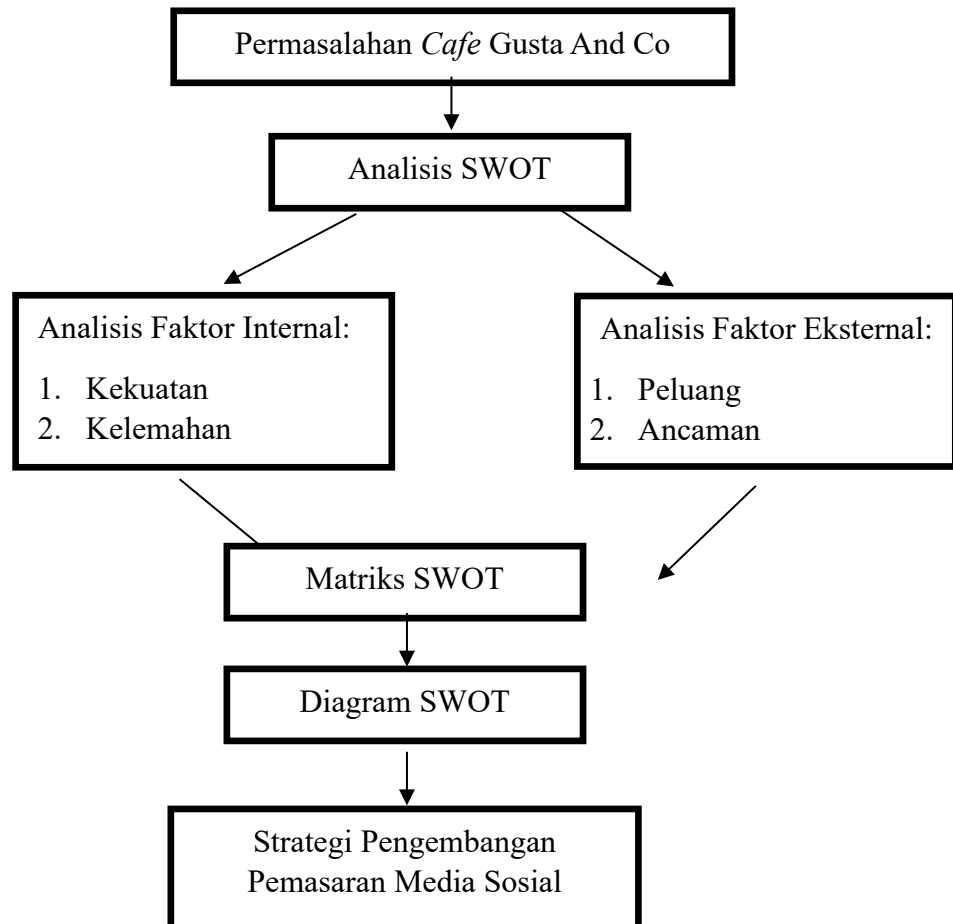 Permasalahan Cafe Gusta And Co
Analisis SWOT
Analisis Faktor Internal:
1. Kekuatan
2. Kelemahan
Analisis Faktor Eksternal:
1. Peluang
2. Ancaman
Matriks SWOT
Diagram SWOT
Strategi Pengembangan
Pemasaran Media Sosial